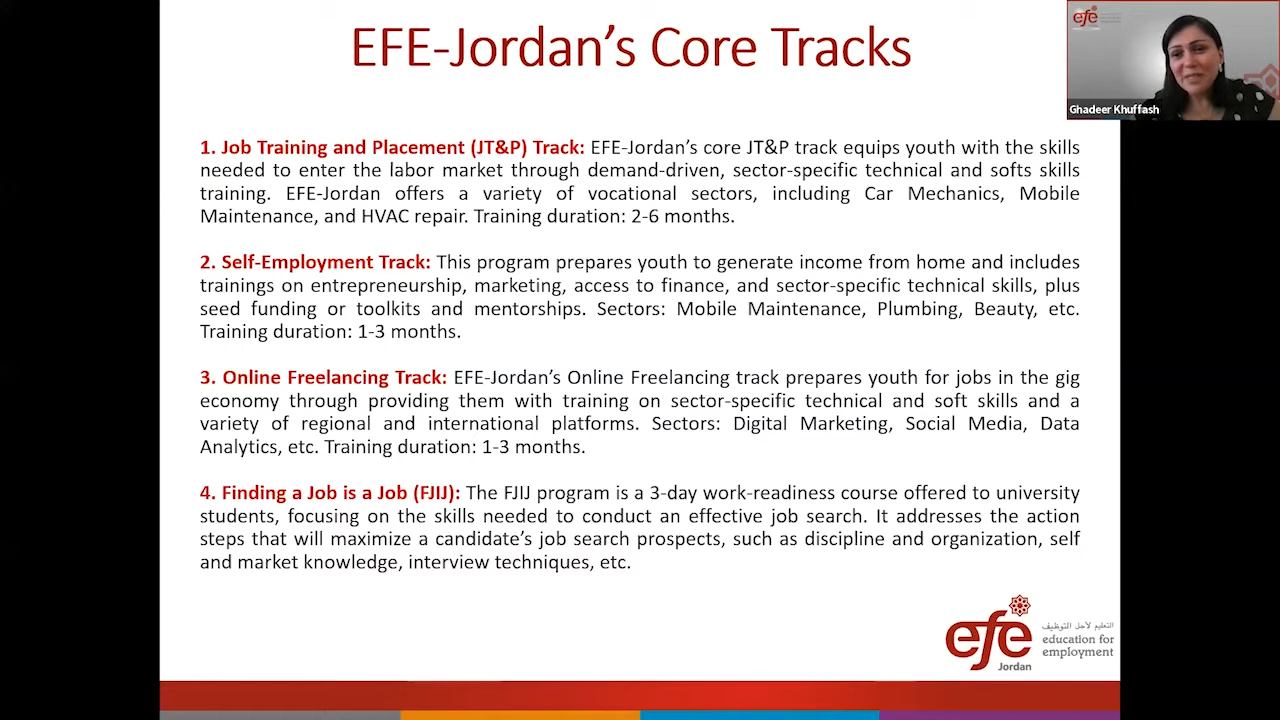 EFE-Jordan's Core Tracks
efe
Ghadeer Khuffash
1. Job Training and Placement (JT&P) Track: EFE-Jordan's core JT&P track equips youth with the skills
needed to enter the labor market through demand-driven, sector-specific technical and softs skills
training. EFE-Jordan offers a variety of vocational sectors, including Car Mechanics, Mobile
Maintenance, and HVAC repair. Training duration: 2-6 months.
2. Self-Employment Track: This program prepares youth to generate income from home and includes
trainings on entrepreneurship, marketing, access to finance, and sector-specific technical skills, plus
seed funding or toolkits and mentorships. Sectors: Mobile Maintenance, Plumbing, Beauty, etc.
Training duration: 1-3 months.
3. Online Freelancing Track: EFE-Jordan's Online Freelancing track prepares youth for jobs in the gig
economy through providing them with training on sector-specific technical and soft skills and a
variety of regional and international platforms. Sectors: Digital Marketing, Social Media, Data
Analytics, etc. Training duration: 1-3 months.
4. Finding a Job is a Job (FJIJ): The FJIJ program is a 3-day work-readiness course offered to university
students, focusing on the skills needed to conduct an effective job search. It addresses the action
steps that will maximize a candidate's job search prospects, such as discipline and organization, self
and market knowledge, interview techniques, etc.
efe
Jordan
التعليم لأجل التوظيف
education for
employment